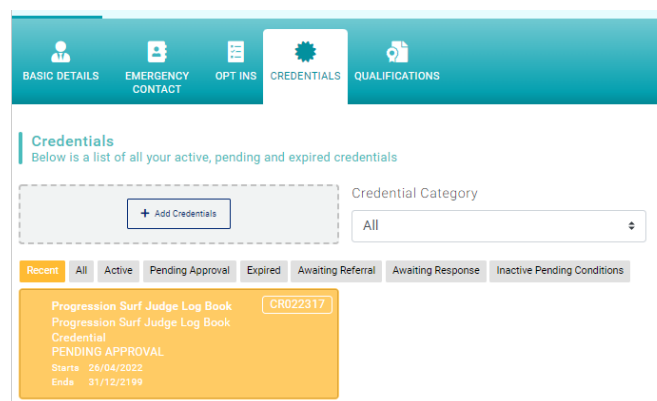 BASIC DETAILS
EMERGENCY CONTACT
OPT INS
CREDENTIALS
QUALIFICATIONS
Credentials
Below is a list of all your active, pending and expired credentials
+ Add Credentials
Credential Category
All
Recent All Active Pending Approval Expired Awaiting Referral Awaiting Response Inactive Pending Conditions
Progression Surf Judge Log Book CR022317
Progression Surf Judge Log Book
Credential
PENDING APPROVAL
Starts 26/04/2022
Ends 31/12/2199